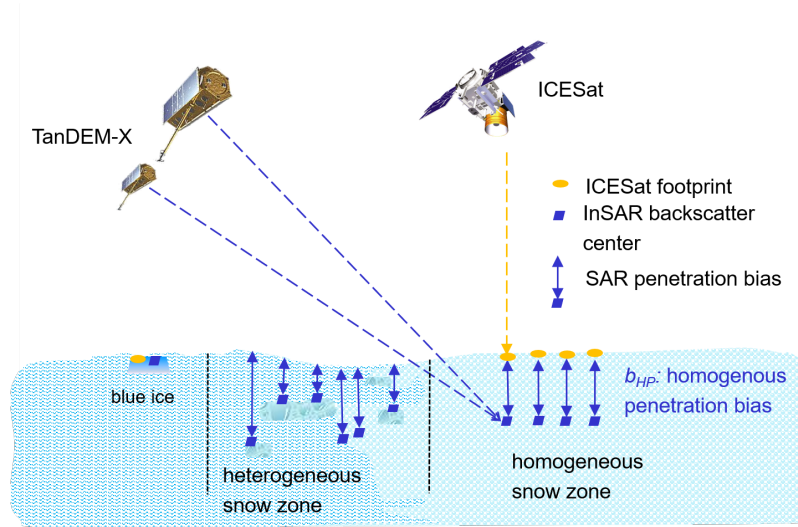 ICESat
TanDEM-X
ICESat footprint
InSAR backscatter
center
SAR penetration bias
blue ice
b_HP: homogenous
penetration bias
heterogeneous
snow zone
homogeneous
snow zone